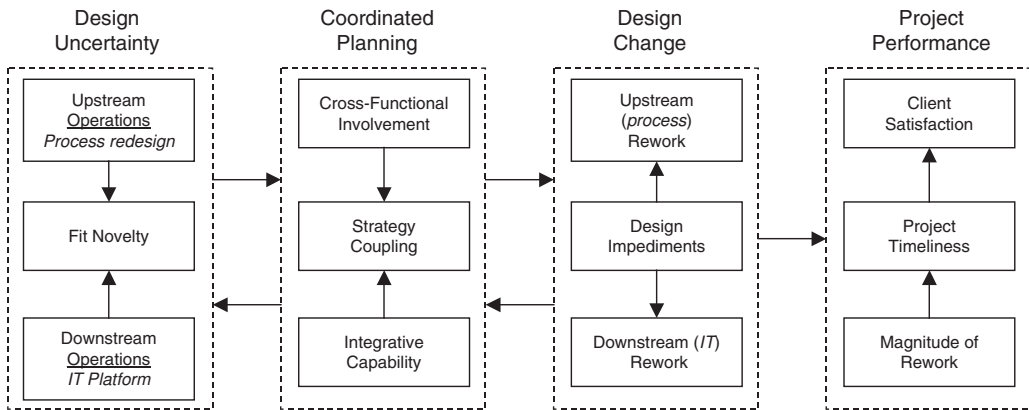 Design
Uncertainty
Upstream
Operations
Process redesign
Fit Novelty
Downstream
Operations
IT Platform
Coordinated
Planning
Cross-Functional
Involvement
Strategy
Coupling
Integrative
Capability
Design
Change
Upstream
(process)
Rework
Design
Impediments
Downstream (IT)
Rework
Project
Performance
Client
Satisfaction
Project
Timeliness
Magnitude of
Rework